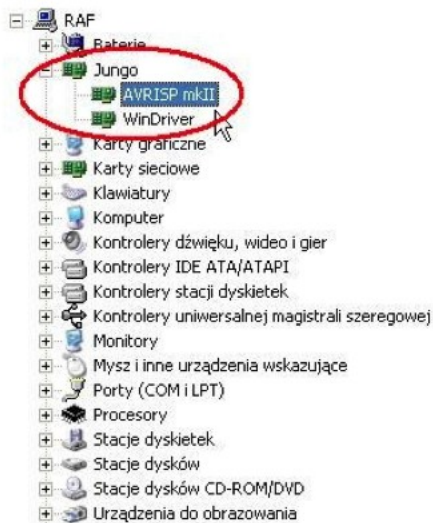 RAF
Baterie
Jungo
AVRISP mkII
WinDriver
Karty graficzne
Karty sieciowe
Klawiatury
Komputer
Kontrolery dźwięku, wideo i gier
Kontrolery IDE ATA/ATAPI
Kontrolery stacji dyskietek
Kontrolery uniwersalnej magistrali szeregowej
Monitory
Mysz i inne urządzenia wskazujące
Porty (COM i LPT)
Procesory
Stacje dyskietek
Stacje dysków
Stacje dysków CD-ROM/DVD
Urządzenia do obrazowania